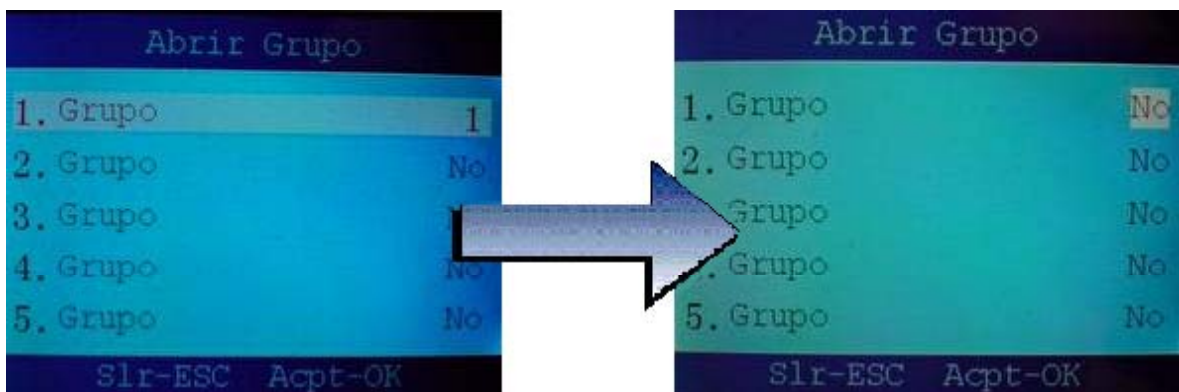 Abrir Grupo
1. Grupo 1
2. Grupo No
3. Grupo
4. Grupo No
5. Grupo No
Slr-ESC Acpt-OK
Abrir Grupo
1. Grupo No
2. Grupo No
Grupo No
. Grupo No
5. Grupo No
Slr-ESC Acpt-OK